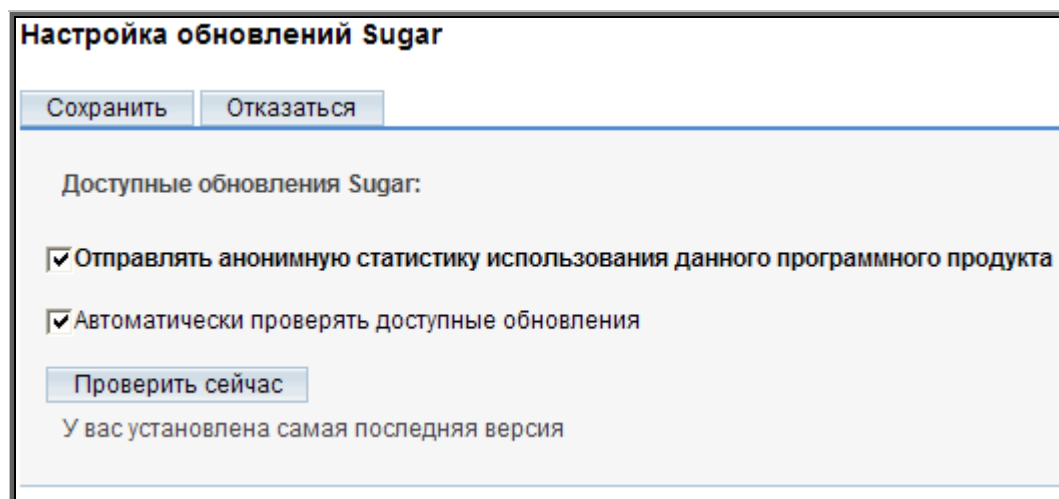 Настройка обновлений Sugar
Сохранить Отказаться
Доступные обновления Sugar:
Отправлять анонимную статистику использования данного программного продукта
Автоматически проверять доступные обновления
Проверить сейчас
У вас установлена самая последняя версия